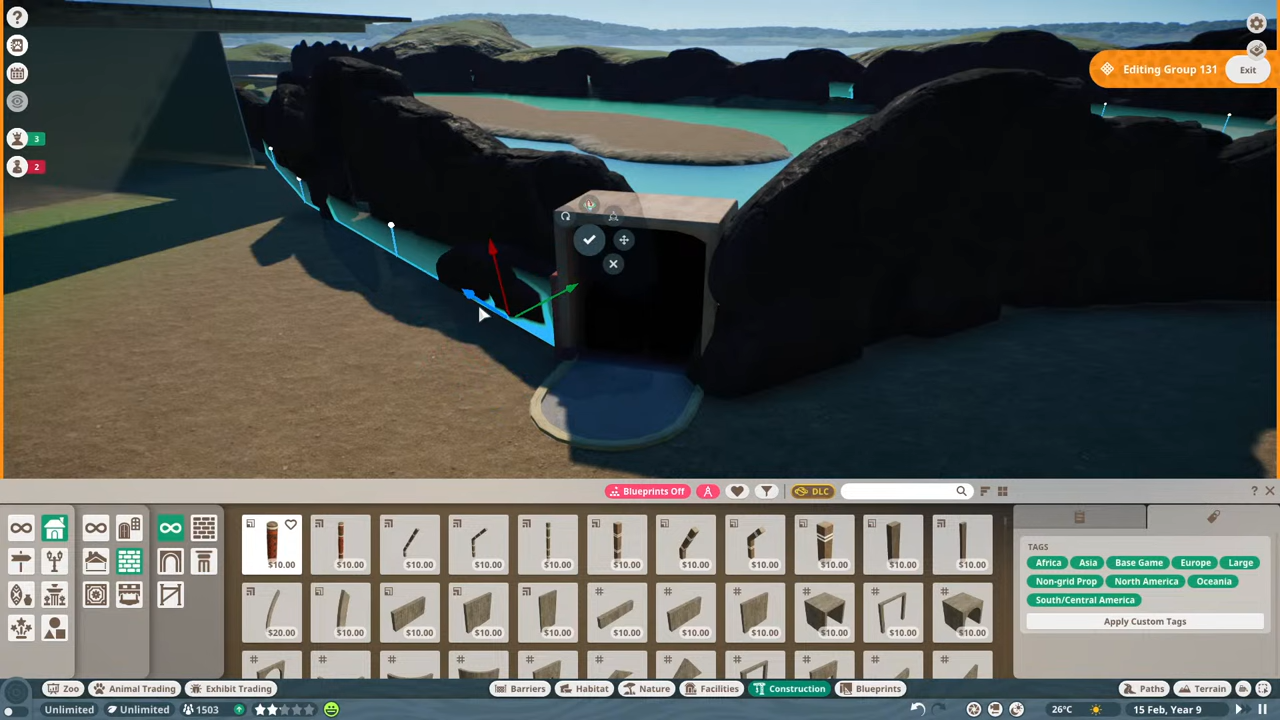 ?
Editing Group 131
Exit
3
2
Blueprints Off
DLC
?
$10.00 $10.00 $10.00 $10.00 $10.00 $10.00 $10.00 $10.00 $10.00 $10.00 $10.00
$20.00 $10.00 $10.00 $10.00 $10.00 $10.00 $10.00 $10.00 $10.00 $10.00 $10.00
TAGS
Africa Asia Base Game Europe Large
Non-grid Prop North America Oceania
South/Central America
Apply Custom Tags
Zoo Animal Trading Exhibit Trading Barriers Habitat Nature Facilities Construction Blueprints Paths Terrain
Unlimited Unlimited 1503 26°C 15 Feb, Year 9